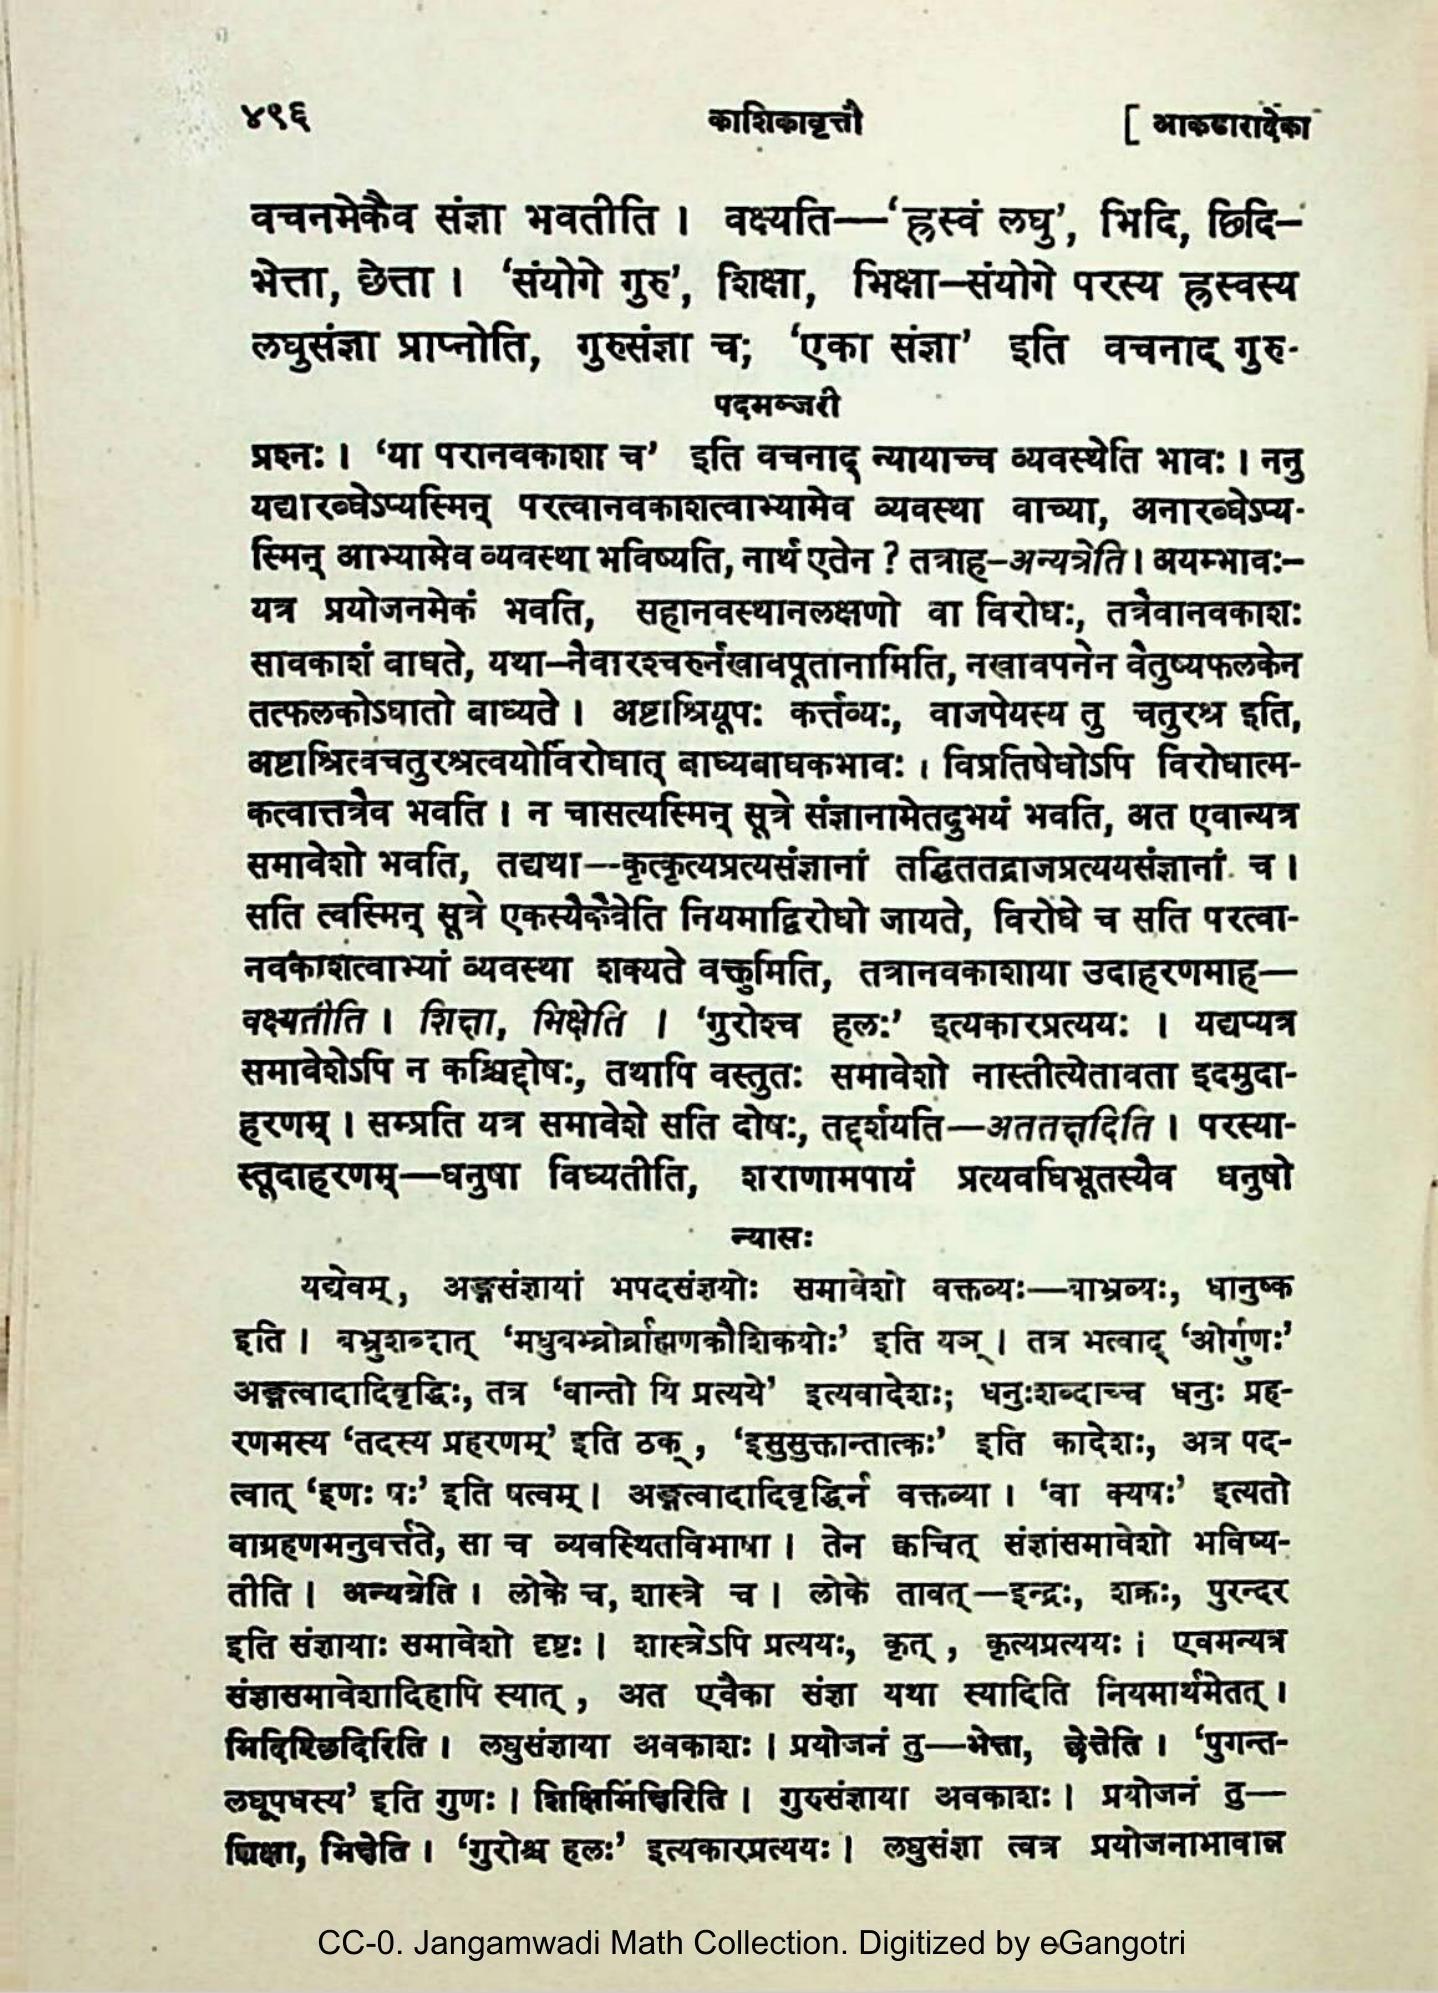 ४९६ काशिकावृत्तौ [ आकडारादेका
वचनमेकैव संज्ञा भवतीति । वक्ष्यति—‘ह्रस्वं लघु’, भिदि, छिदि–
भेत्ता, छेत्ता । ‘संयोगे गुरु’, शिक्षा, भिक्षा–संयोगे परस्य ह्रस्वस्य
लघुसंज्ञा प्राप्नोति, गुरुसंज्ञा च; ‘एका संज्ञा’ इति वचनाद् गुरु-
पदमञ्जरी
प्रश्नः । ‘या परानवकाशा च’ इति वचनाद् न्यायाच्च व्यवस्थेति भावः । ननु
यद्यारब्धेऽप्यस्मिन् परत्वानवकाशत्वाभ्यामेव व्यवस्था वाच्या, अनारब्धेऽप्य-
स्मिन् आभ्यामेव व्यवस्था भविष्यति, नार्थ एतेन ? तत्राह–अन्यत्रेति । अयम्भावः–
यत्र प्रयोजनमेकं भवति, सहानवस्थानलक्षणो वा विरोधः, तत्रैवानवकाशः
सावकाशं बाधते, यथा–नैवारश्चरुर्नखावपूतानामिति, नखावपनेन वैतुष्यफलकेन
तत्फलकोऽघातो बाध्यते । अष्टाश्रियूपः कर्त्तव्यः, वाजपेयस्य तु चतुरश्र इति,
अष्टाश्रित्वचतुरश्रत्वयोर्विरोधात् बाध्यबाधकभावः । विप्रतिषेधोऽपि विरोधात्म-
कत्वात्तत्रैव भवति । न चासत्यस्मिन् सूत्रे संज्ञानामेतदुभयं भवति, अत एवान्यत्र
समावेशो भवति, तद्यथा—कृत्कृत्यप्रत्यसंज्ञानां तद्धिततद्राजप्रत्ययसंज्ञानां च ।
सति त्वस्मिन् सूत्रे एकस्यैकैवेति नियमाद्विरोधो जायते, विरोधे च सति परत्वा-
नवकाशत्वाभ्यां व्यवस्था शक्यते वक्तुमिति, तत्रानवकाशाया उदाहरणमाह—
वक्ष्यतीति । शिक्षा, भिक्षेति । ‘गुरोश्च हलः’ इत्यकारप्रत्ययः । यद्यप्यत्र
समावेशेऽपि न कश्चिद्दोषः, तथापि वस्तुतः समावेशो नास्तीत्येतावता इदमुदा-
हरणम् । सम्प्रति यत्र समावेशे सति दोषः, तद्दर्शयति—अततक्षदिति । परस्या-
स्तूदाहरणम्—धनुषा विध्यतीति, शराणामपायं प्रत्यवधिभूतस्यैव धनुषो
न्यासः
यद्येवम्, अङ्गसंज्ञायां भपदसंज्ञयोः समावेशो वक्तव्यः—बाभ्रव्यः, धानुष्क
इति । बभ्रुशब्दात् ‘मधुबभ्र्वोर्ब्राह्मणकौशिकयोः’ इति यञ् । तत्र भत्वाद् ‘ओर्गुणः’
अङ्गत्वादादिवृद्धिः, तत्र ‘वान्तो यि प्रत्यये’ इत्यवादेशः; धनुःशब्दाच्च धनुः प्रह-
रणमस्य ‘तदस्य प्रहरणम्’ इति ठक्, ‘इसुसुक्तान्तात्कः’ इति कादेशः, अत्र पद-
त्वात् ‘इणः षः’ इति षत्वम् । अङ्गत्वादादिवृद्धिर्न वक्तव्या । ‘वा क्यषः’ इत्यतो
वाग्रहणमनुवर्त्तते, सा च व्यवस्थितविभाषा । तेन क्वचित् संज्ञांसमावेशो भविष्य-
तीति । अन्यत्रेति । लोके च, शास्त्रे च । लोके तावत्—इन्द्रः, शक्रः, पुरन्दर
इति संज्ञायाः समावेशो दृष्टः । शास्त्रेऽपि प्रत्ययः, कृत्, कृत्यप्रत्ययः । एवमन्यत्र
संज्ञासमावेशादिहापि स्यात्, अत एवैका संज्ञा यथा स्यादिति नियमार्थमेतत् ।
भिदिश्छिदिरिति । लघुसंज्ञाया अवकाशः । प्रयोजनं तु—भेत्ता, छेत्तेति । ‘पुगन्त-
लघूपधस्य’ इति गुणः । शिक्षिभिक्षिरिति । गुरुसंज्ञाया अवकाशः । प्रयोजनं तु—
शिक्षा, भिक्षेति । ‘गुरोश्च हलः’ इत्यकारप्रत्ययः । लघुसंज्ञा त्वत्र प्रयोजनाभावान्न
CC-0. Jangamwadi Math Collection. Digitized by eGangotri